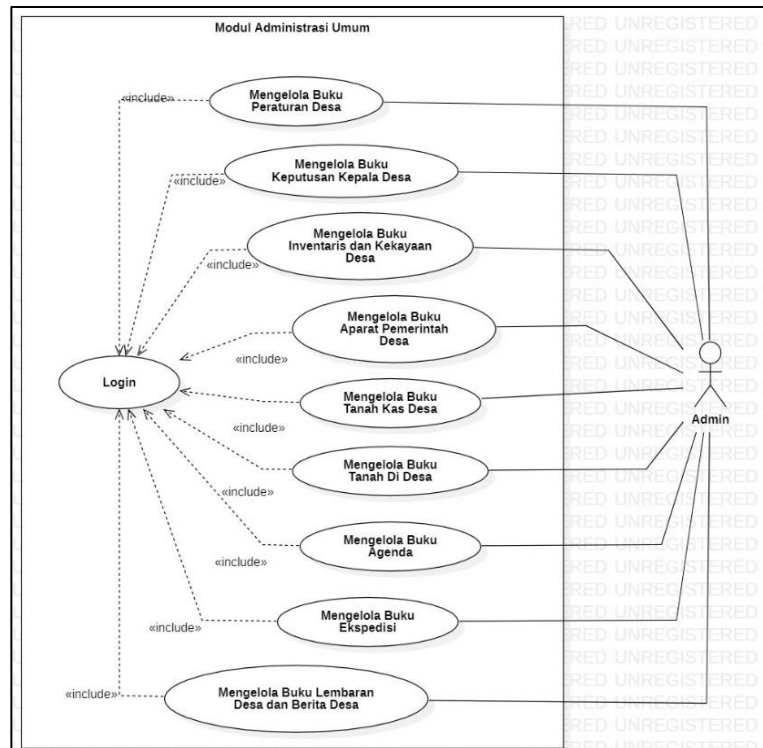 Modul Administrasi Umum
Mengelola Buku
Peraturan Desa
«include»
Mengelola Buku
Keputusan Kepala Desa
«include»
Mengelola Buku
Inventaris dan Kekayaan
Desa
«include»
Mengelola Buku
Aparat Pemerintah
Desa
«include»
Login
Mengelola Buku
Tanah Kas Desa
«include»
Admin
Mengelola Buku
Tanah Di Desa
«include»
Mengelola Buku
Agenda
«include»
Mengelola Buku
Ekspedisi
«include»
Mengelola Buku Lembaran
Desa dan Berita Desa
«include»
UNREGISTERED